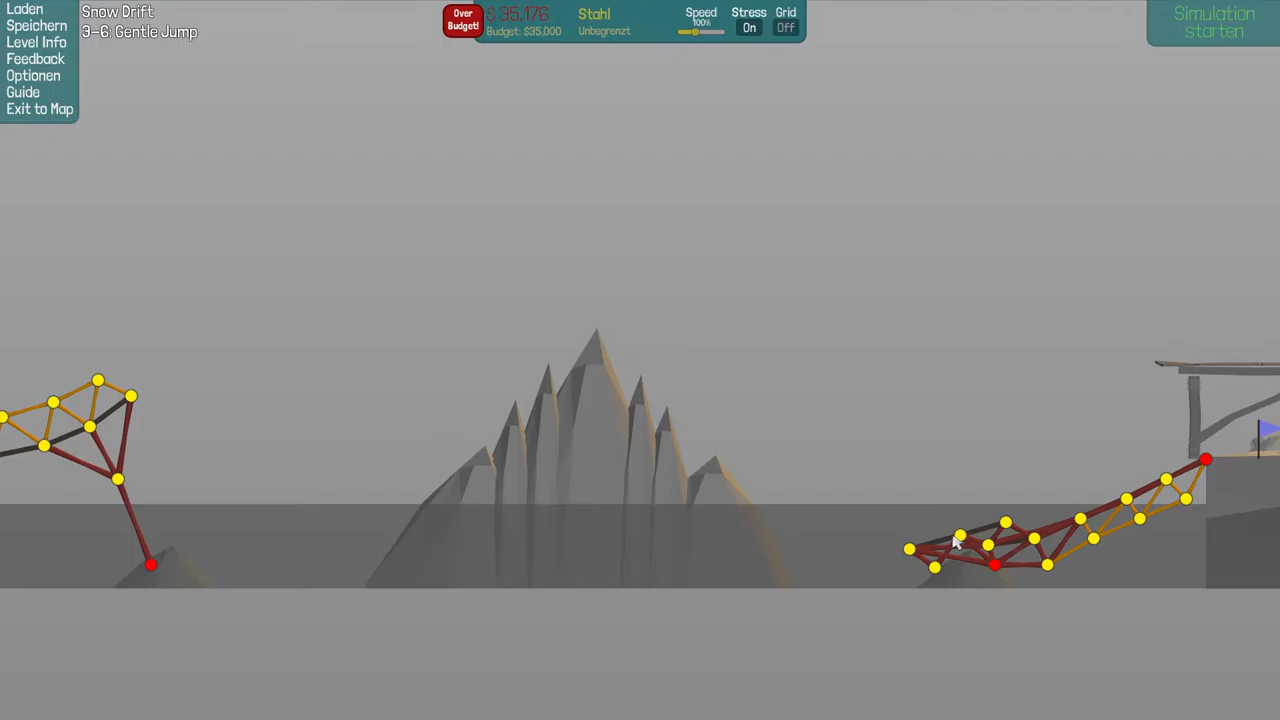 Laden
Speichern
Level Info
Feedback
Optionen
Guide
Exit to Map
Snow Drift
3-6: Gentle Jump
Over Budget!
$ 35,176
Budget: $35,000
Stahl
Unbegrenzt
Speed
100%
Stress
On
Grid
Off
Simulation
starten